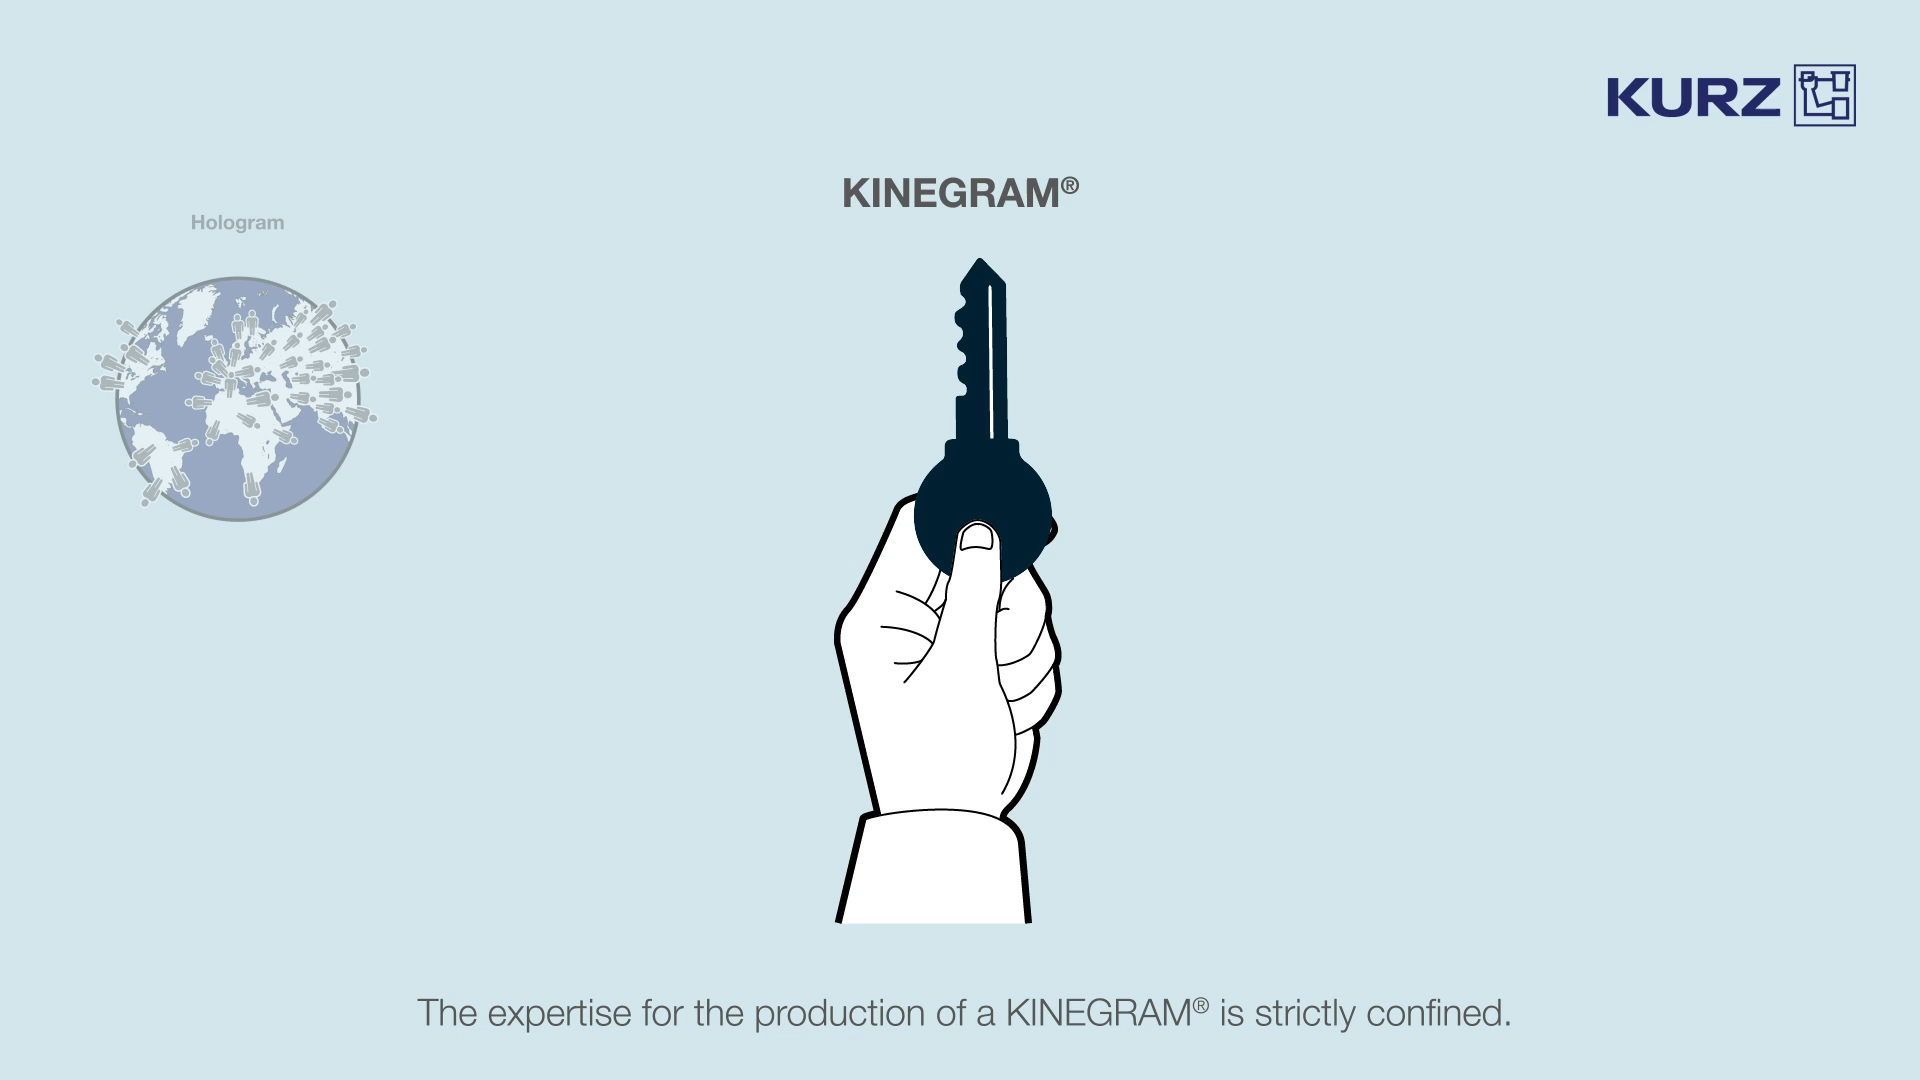 KURZ
KINEGRAM®
Hologram
The expertise for the production of a KINEGRAM® is strictly confined.